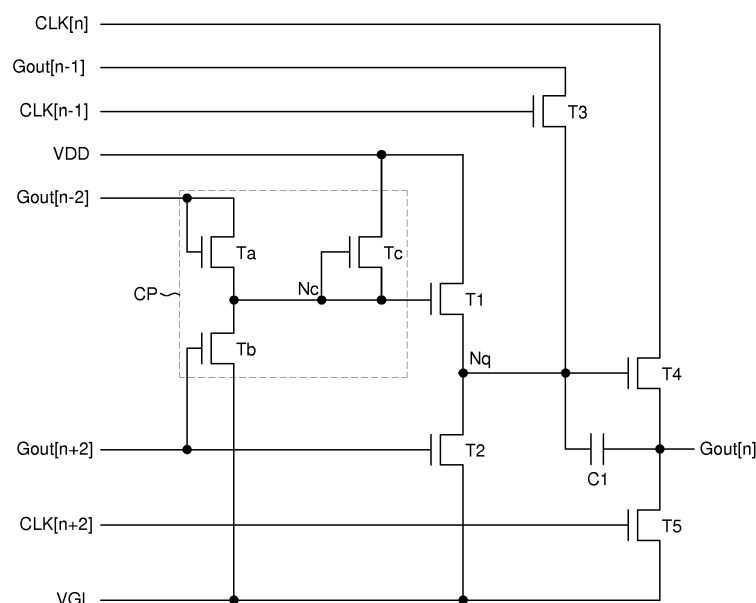 CLK[n]
Gout[n-1]
CLK[n-1]
T3
VDD
Gout[n-2]
Ta
Tc
CP
Nc
T1
Tb
Nq
T4
Gout[n+2]
T2
Gout[n]
C1
CLK[n+2]
T5
VGL